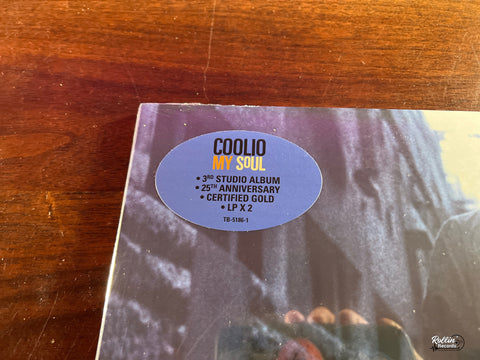 COOLIO
MY SOUL
• 3RD STUDIO ALBUM
• 25TH ANNIVERSARY
• CERTIFIED GOLD
• LP X 2
TB-5186-1
Rollin'
Records